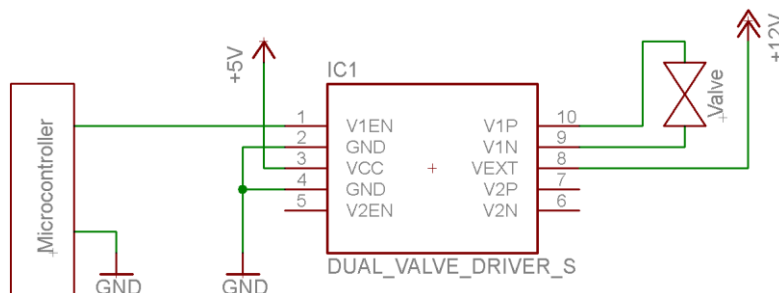 +5V
+12V
IC1
Valve
Microcontroller
1
V1EN
V1P
10
2
GND
V1N
9
3
VCC
VEXT
8
4
GND
V2P
7
5
V2EN
V2N
6
DUAL_VALVE_DRIVER_S
GND
GND